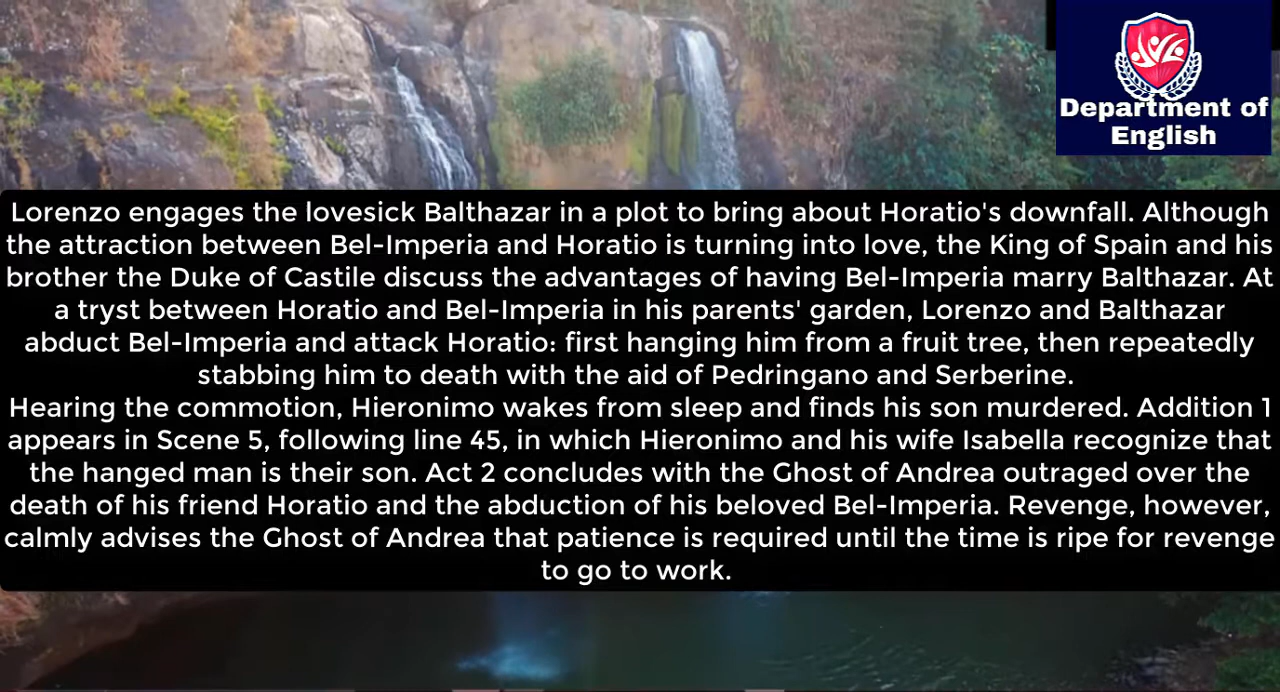 Department of
English
Lorenzo engages the lovesick Balthazar in a plot to bring about Horatio's downfall. Although
the attraction between Bel-Imperia and Horatio is turning into love, the King of Spain and his
brother the Duke of Castile discuss the advantages of having Bel-Imperia marry Balthazar. At
a tryst between Horatio and Bel-Imperia in his parents' garden, Lorenzo and Balthazar
abduct Bel-Imperia and attack Horatio: first hanging him from a fruit tree, then repeatedly
stabbing him to death with the aid of Pedringano and Serberine.
Hearing the commotion, Hieronimo wakes from sleep and finds his son murdered. Addition 1
appears in Scene 5, following line 45, in which Hieronimo and his wife Isabella recognize that
the hanged man is their son. Act 2 concludes with the Ghost of Andrea outraged over the
death of his friend Horatio and the abduction of his beloved Bel-Imperia. Revenge, however,
calmly advises the Ghost of Andrea that patience is required until the time is ripe for revenge
to go to work.